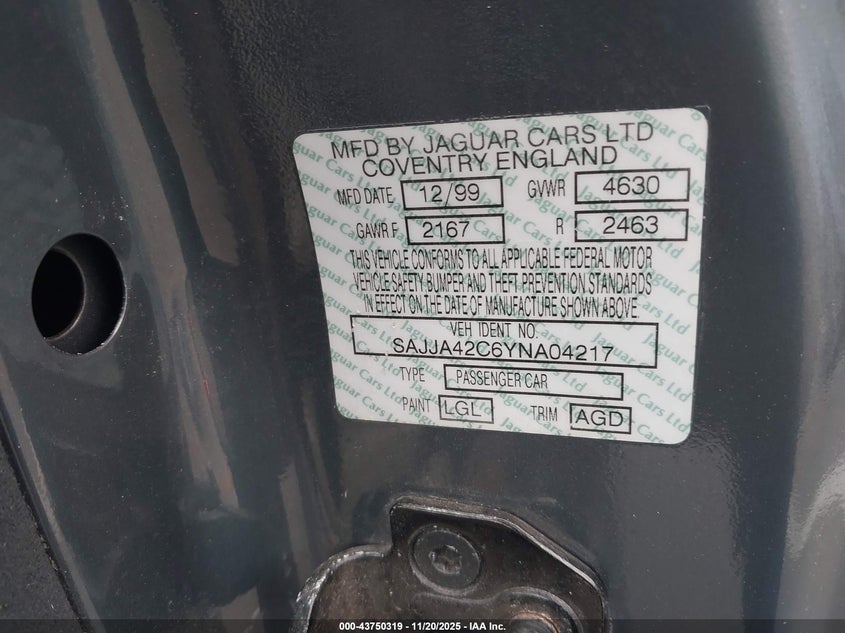 MFD BY JAGUAR CARS LTD
COVENTRY ENGLAND
MFD DATE 12/99 GVWR 4630
GAWR F 2167 R 2463
THIS VEHICLE CONFORMS TO ALL APPLICABLE FEDERAL MOTOR
VEHICLE SAFETY BUMPER AND THEFT PREVENTION STANDARDS
IN EFFECT ON THE DATE OF MANUFACTURE SHOWN ABOVE
VEH IDENT NO.
SAJJA42C6YNA04217
TYPE PASSENGER CAR
PAINT LGL TRIM AGD
000-43750319 - 11/20/2025 - IAA Inc.